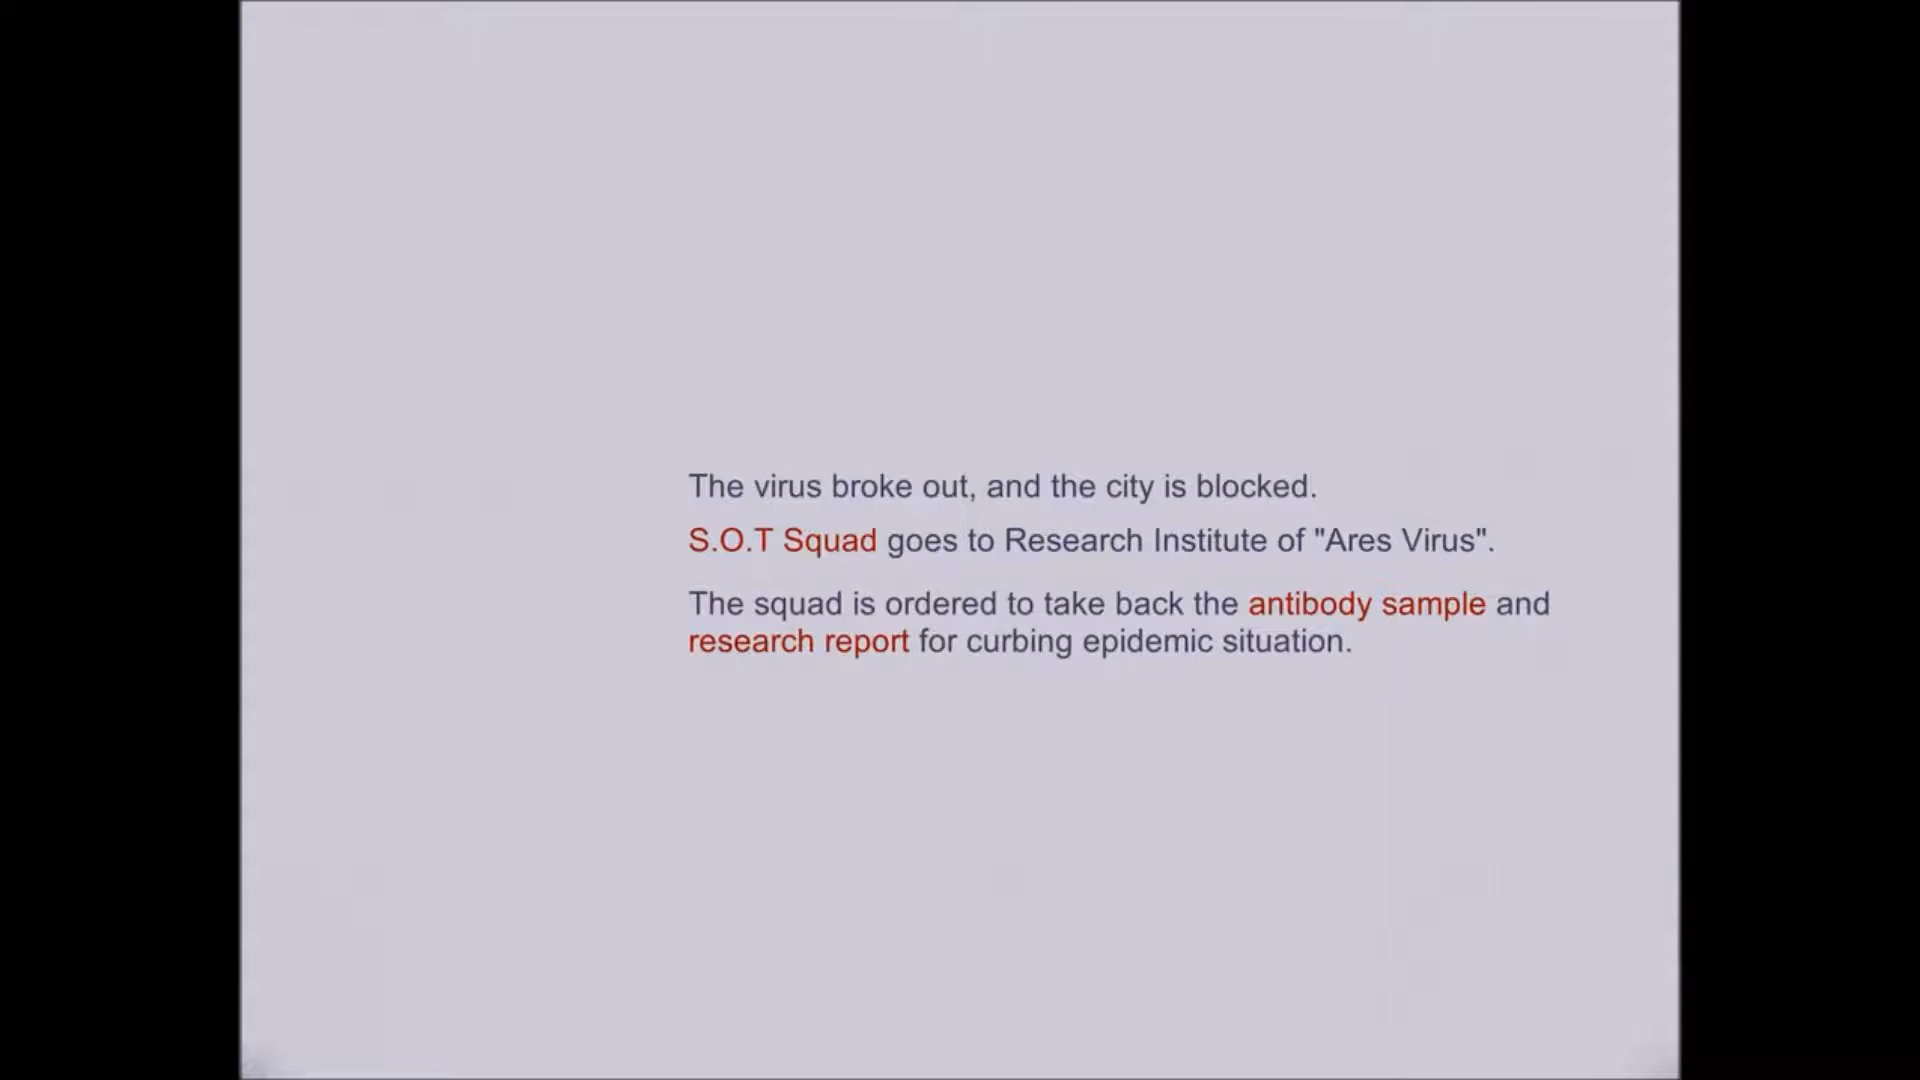 The virus broke out, and the city is blocked.
S.O.T Squad goes to Research Institute of "Ares Virus".
The squad is ordered to take back the antibody sample and
research report for curbing epidemic situation.